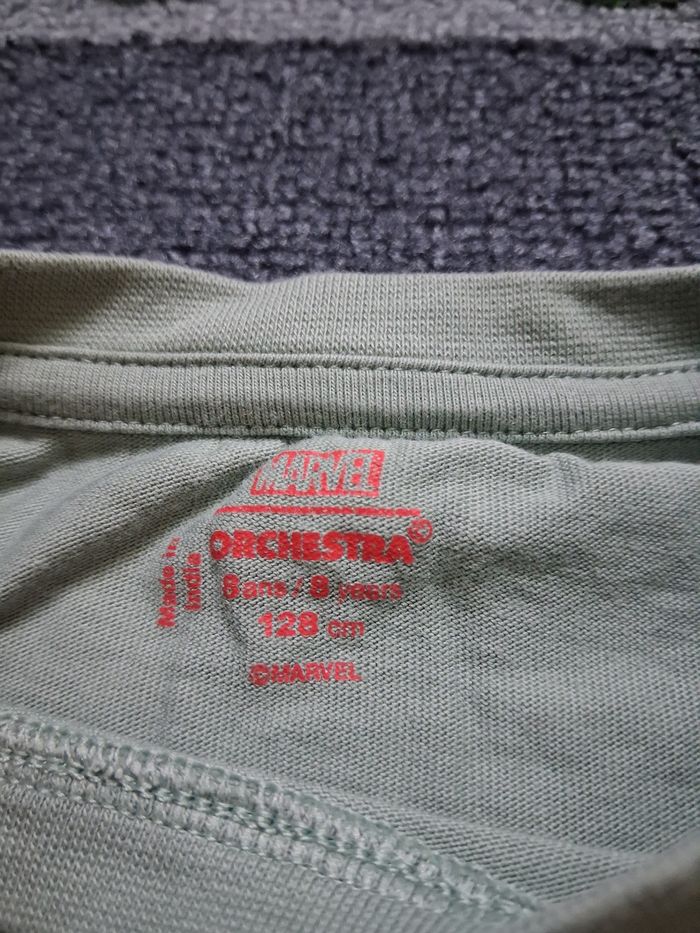 MARVEL
ORCHESTRA©
8 ans / 8 years
128 cm
©MARVEL
Made in
India